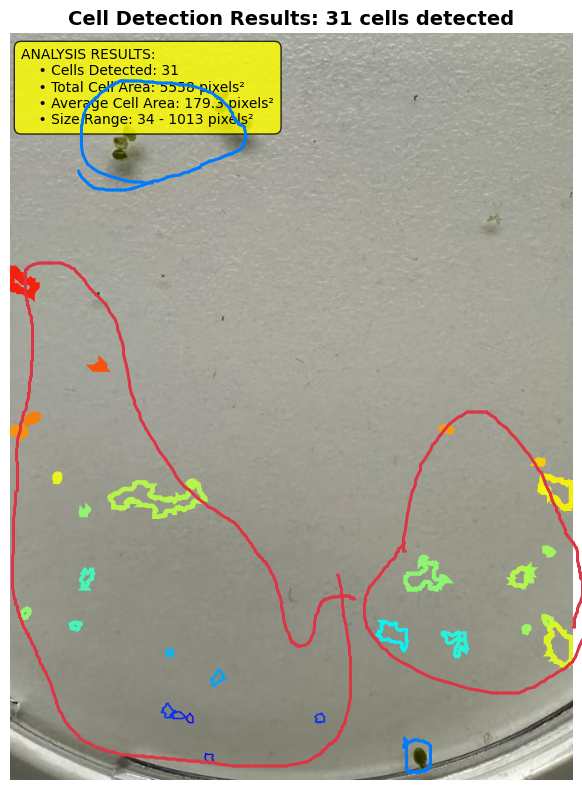 Cell Detection Results: 31 cells detected
ANALYSIS RESULTS:
• Cells Detected: 31
• Total Cell Area: 5558 pixels²
• Average Cell Area: 179.3 pixels²
• Size Range: 34 - 1013 pixels²